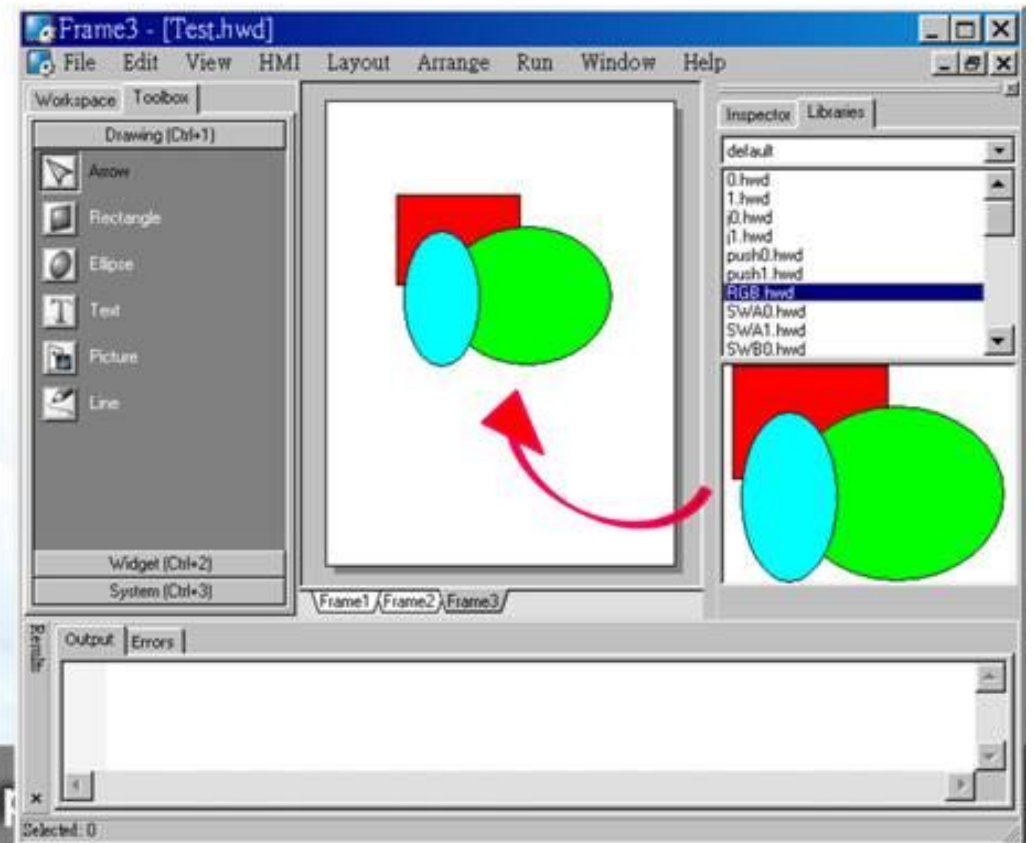 Frame3 - [Test.hwd]
File Edit View HMI Layout Arrange Run Window Help
Workspace Toolbox
Drawing (Ctrl+1)
Arrow
Rectangle
Ellipse
Text
Picture
Line
Widget (Ctrl+2)
System (Ctrl+3)
Frame1 Frame2 Frame3
Inspector Libraries
default
0.hwd
1.hwd
j0.hwd
j1.hwd
push0.hwd
push1.hwd
RGB.hwd
SWA0.hwd
SWA1.hwd
SWB0.hwd
Results
Output Errors
Selected: 0